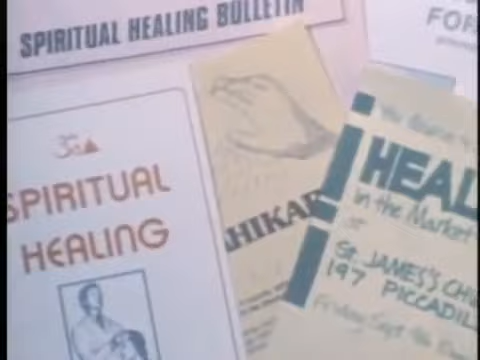 SPIRITUAL HEALING BULLETIN
FOR
SPIRITUAL
HEALING
HIKAR
HEAL
in the Market
St. JAMES'S CH
197 PICCADIL